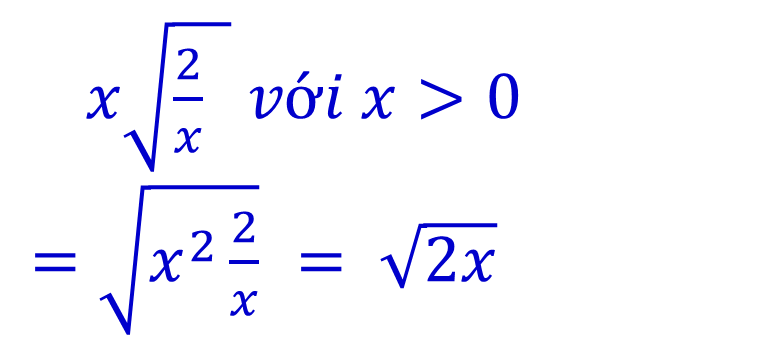 x√(2/x) với x > 0
= √(x² 2/x) = √(2x)